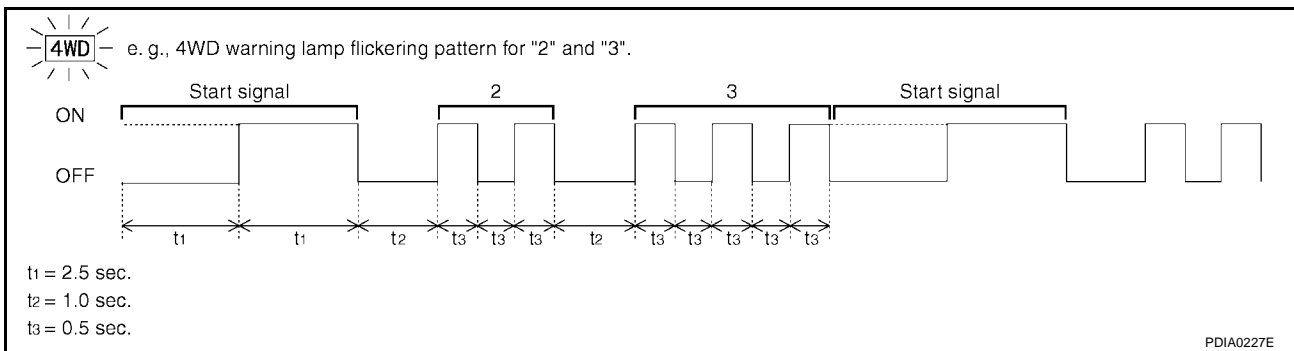 4WD e. g., 4WD warning lamp flickering pattern for "2" and "3".
Start signal 2 3 Start signal
ON
OFF
t1 t1 t2 t3 t3 t3 t2 t3 t3 t3 t3 t3
t1 = 2.5 sec.
t2 = 1.0 sec.
t3 = 0.5 sec.
PDIA0227E